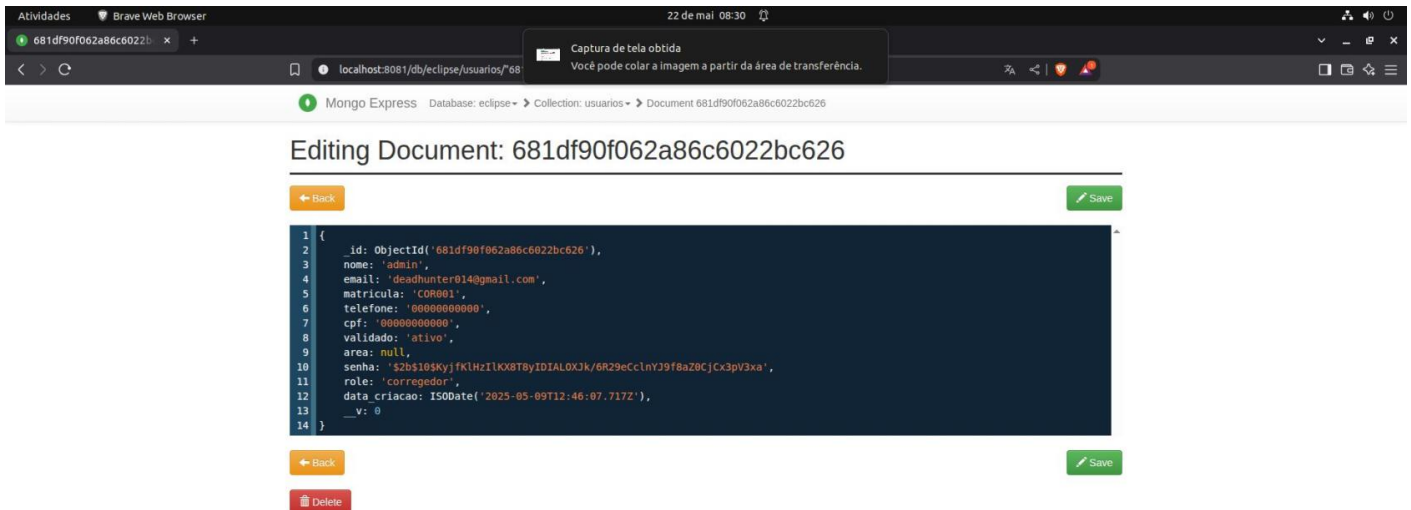 Atividades Brave Web Browser 22 de mai 08:30
681df90f062a86c6022b × +
Captura de tela obtida
Você pode colar a imagem a partir da área de transferência.
localhost:8081/db/eclipse/usuarios/"68
Mongo Express Database: eclipse Collection: usuarios Document 681df90f062a86c6022bc626
Editing Document: 681df90f062a86c6022bc626
Back Save
1 {
2 _id: ObjectId('681df90f062a86c6022bc626'),
3 nome: 'admin',
4 email: 'deadhunter014@gmail.com',
5 matricula: 'COR001',
6 telefone: '00000000000',
7 cpf: '00000000000',
8 validado: 'ativo',
9 area: null,
10 senha: '$2b$10$KyjfKlHzIlKX8T8yIDIALOXJk/6R29eCclnYJ9f8aZ0CjCx3pV3xa',
11 role: 'corregedor',
12 data_criacao: ISODate('2025-05-09T12:46:07.717Z'),
13 __v: 0
14 }
Back Save
Delete